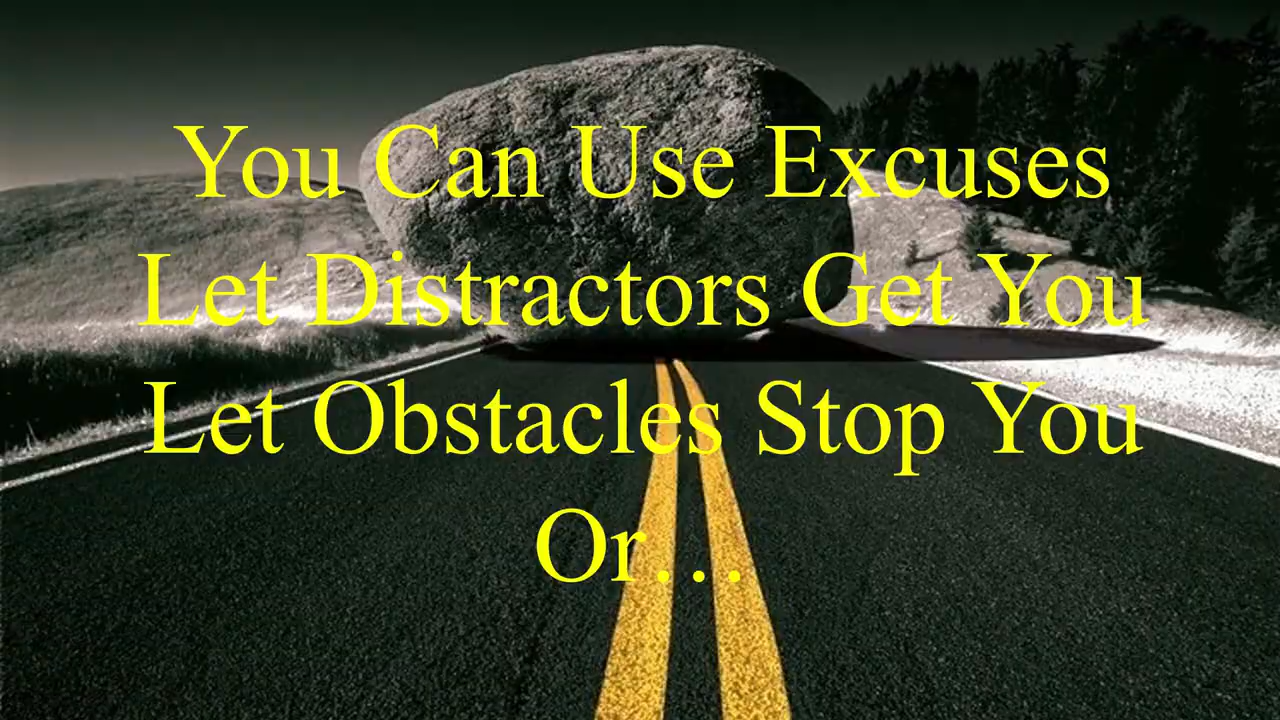 You Can Use Excuses
Let Distractors Get You
Let Obstacles Stop You
Or…